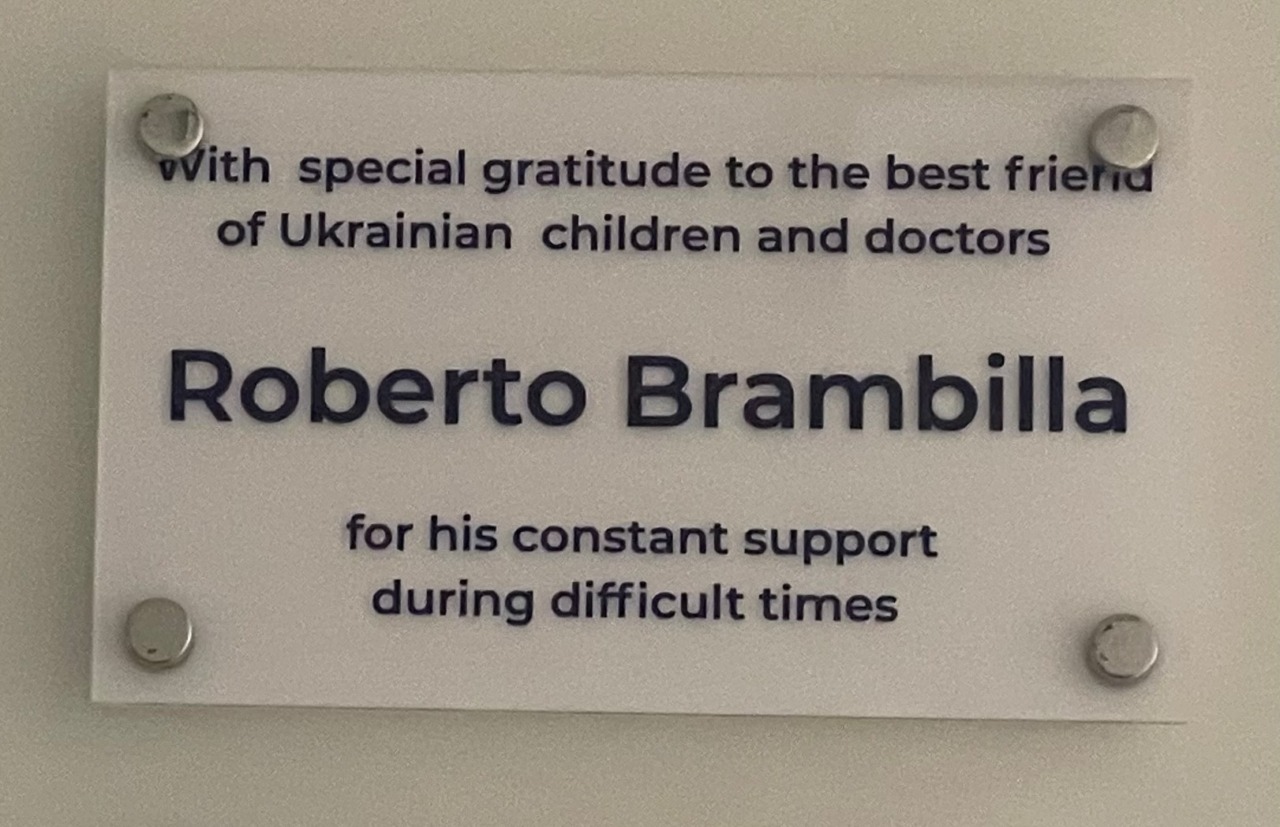 With special gratitude to the best friend
of Ukrainian children and doctors
Roberto Brambilla
for his constant support
during difficult times